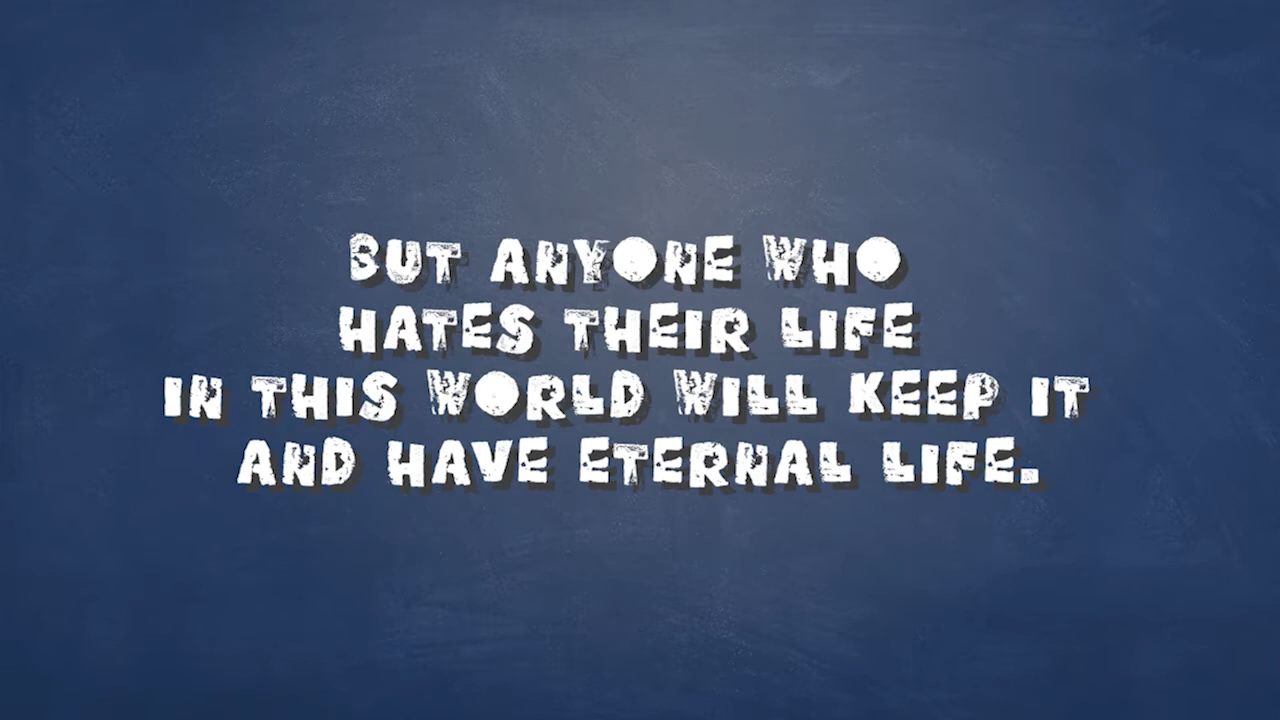 BUT ANYONE WHO
HATES THEIR LIFE
IN THIS WORLD WILL KEEP IT
AND HAVE ETERNAL LIFE.